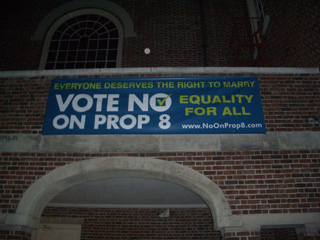 EVERYONE DESERVES THE RIGHT TO MARRY
VOTE NO
ON PROP 8
EQUALITY
FOR ALL
www.NoOnProp8.com